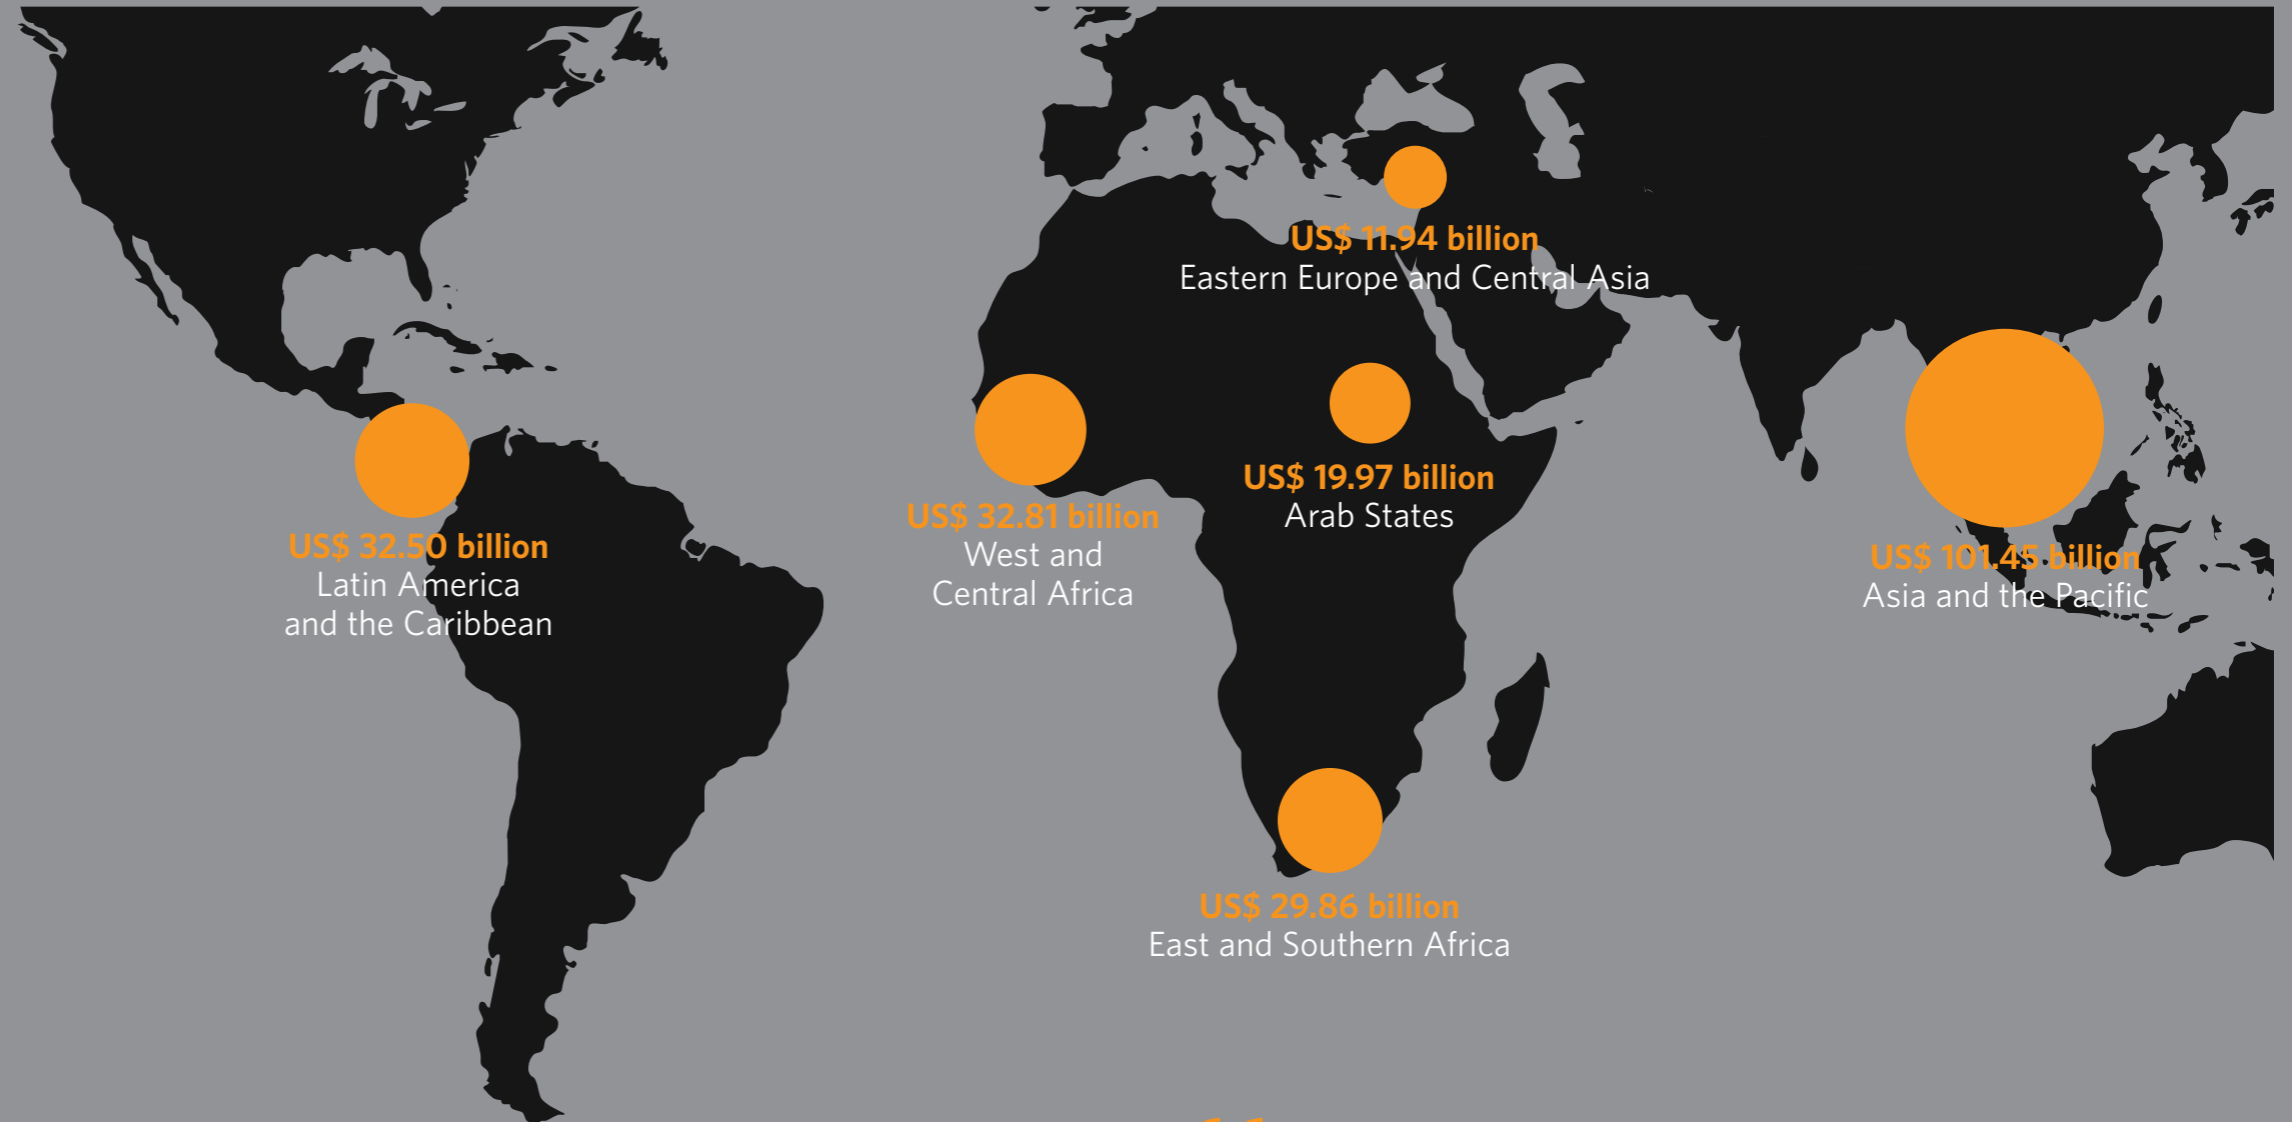 US$ 11.94 billion
Eastern Europe and Central Asia
US$ 19.97 billion
Arab States
US$ 32.81 billion
West and
Central Africa
US$ 32.50 billion
Latin America
and the Caribbean
US$ 101.45 billion
Asia and the Pacific
US$ 29.86 billion
East and Southern Africa